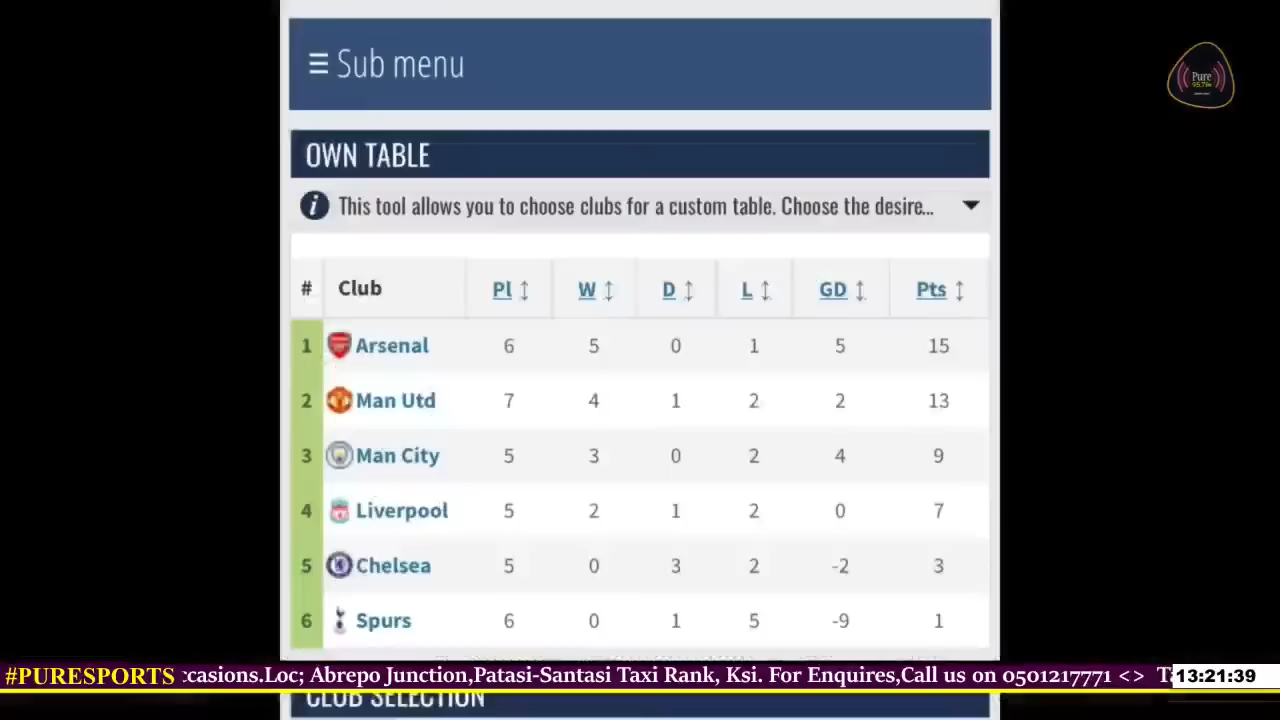 ☰ Sub menu
Pure
95.7 FM
OWN TABLE
This tool allows you to choose clubs for a custom table. Choose the desire...
# Club Pl ↕ W ↕ D ↕ L ↕ GD ↕ Pts ↕
1 Arsenal 6 5 0 1 5 15
2 Man Utd 7 4 1 2 2 13
3 Man City 5 3 0 2 4 9
4 Liverpool 5 2 1 2 0 7
5 Chelsea 5 0 3 2 -2 3
6 Spurs 6 0 1 5 -9 1
#PURESPORTS casions.Loc; Abrepo Junction,Patasi-Santasi Taxi Rank, Ksi. For Enquires,Call us on 0501217771 <> 13:21:39
CLUB SELECTION